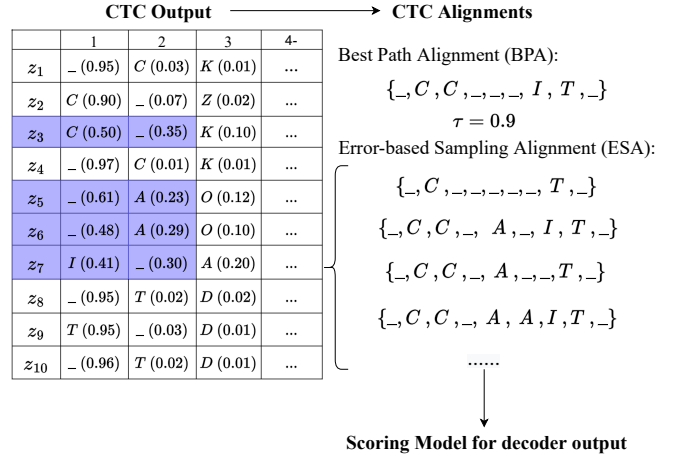 CTC Output CTC Alignments
1 2 3 4-
z1 _ (0.95) C (0.03) K (0.01) ...
z2 C (0.90) _ (0.07) Z (0.02) ...
z3 C (0.50) _ (0.35) K (0.10) ...
z4 _ (0.97) C (0.01) K (0.01) ...
z5 _ (0.61) A (0.23) O (0.12) ...
z6 _ (0.48) A (0.29) O (0.10) ...
z7 I (0.41) _ (0.30) A (0.20) ...
z8 _ (0.95) T (0.02) D (0.02) ...
z9 T (0.95) _ (0.03) D (0.01) ...
z10 _ (0.96) T (0.02) D (0.01) ...
Best Path Alignment (BPA):
{_, C, C, _, _, _, I, T, _}
τ = 0.9
Error-based Sampling Alignment (ESA):
{_, C, _, _, _, _, _, T, _}
{_, C, C, _, A, _, I, T, _}
{_, C, C, _, A, _, _, T, _}
{_, C, C, _, A, A, I, T, _}
......
Scoring Model for decoder output